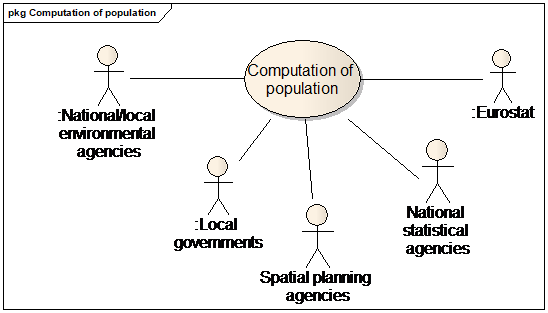 pkg Computation of population
Computation of
population
:National/local
environmental
agencies
:Eurostat
:Local
governments
National
statistical
agencies
Spatial planning
agencies